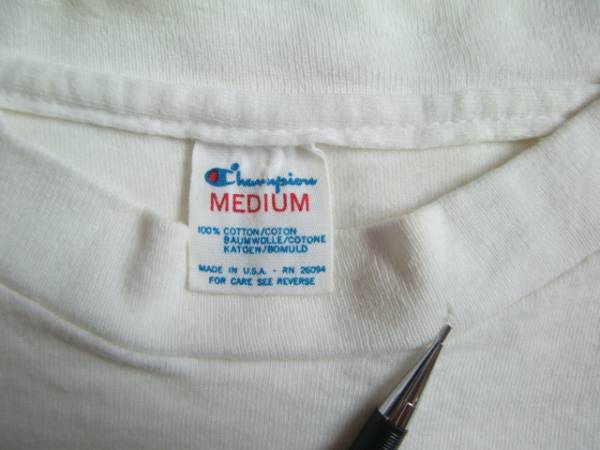 Champion
MEDIUM
100% COTTON/COTON
BAUMWOLLE/COTONE
KATOEN/BOMULD
MADE IN U.S.A. - RN 26094
FOR CARE SEE REVERSE